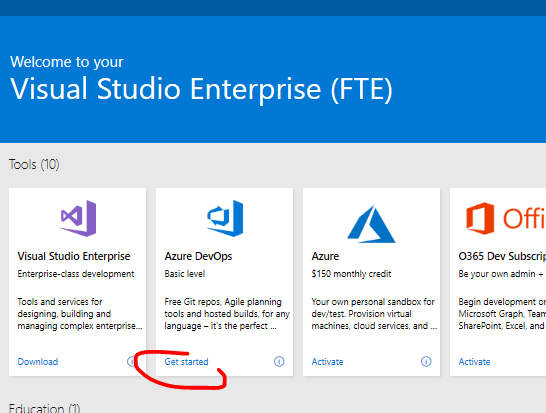 Welcome to your
Visual Studio Enterprise (FTE)
Tools (10)
Visual Studio Enterprise
Enterprise-class development
Tools and services for
designing, building and
managing complex enterprise...
Download
Azure DevOps
Basic level
Free Git repos, Agile planning
tools and hosted builds, for any
language – it's the perfect ...
Get started
Azure
$150 monthly credit
Your own personal sandbox for
dev/test. Provision virtual
machines, cloud services, and ...
Activate
Offi
O365 Dev Subscrip
Be your own admin +
Begin development or
Microsoft Graph, Team
SharePoint, Excel, and
Activate
Education (1)